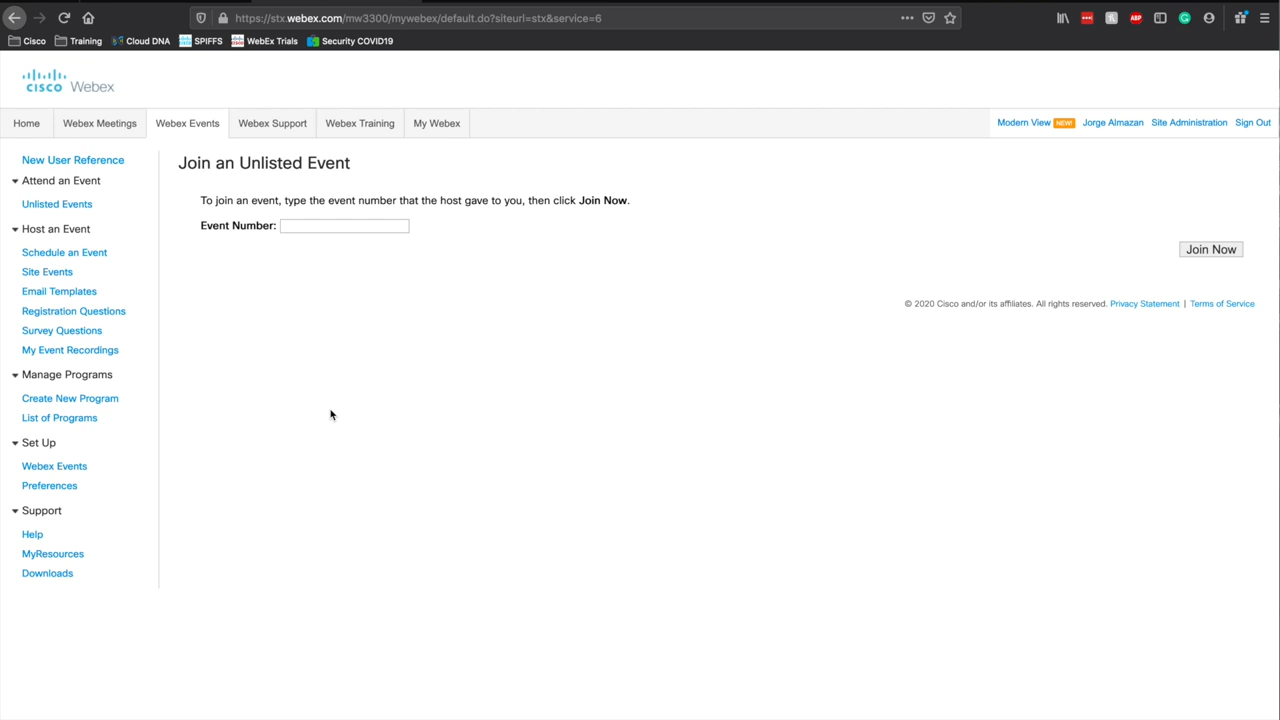 https://stx.webex.com/mw3300/mywebex/default.do?siteurl=stx&service=6
Cisco Training Cloud DNA SPIFFS WebEx Trials Security COVID19
cisco Webex
Home Webex Meetings Webex Events Webex Support Webex Training My Webex Modern View NEW! Jorge Almazan Site Administration Sign Out
New User Reference
Attend an Event
Unlisted Events
Host an Event
Schedule an Event
Site Events
Email Templates
Registration Questions
Survey Questions
My Event Recordings
Manage Programs
Create New Program
List of Programs
Set Up
Webex Events
Preferences
Support
Help
MyResources
Downloads
Join an Unlisted Event
To join an event, type the event number that the host gave to you, then click Join Now.
Event Number:
Join Now
© 2020 Cisco and/or its affiliates. All rights reserved. Privacy Statement | Terms of Service